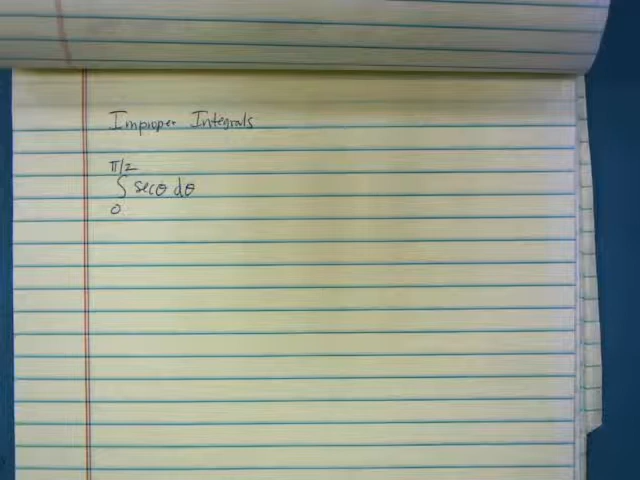 Improper Integrals
π/2
∫ secθ dθ
0